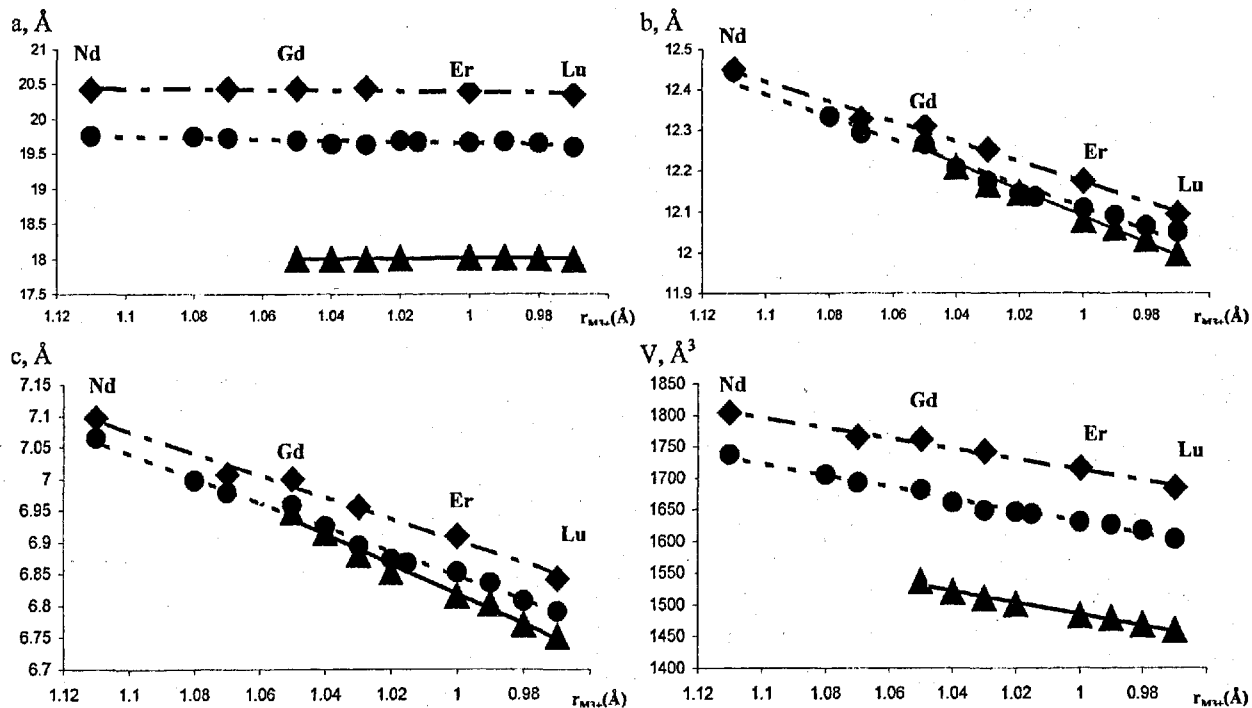 a, Å
21
20.5
20
19.5
19
18.5
18
17.5
Nd
Gd
Er
Lu
1.12
1.1
1.08
1.06
1.04
1.02
1
0.98
r_M3+(Å)
b, Å
12.5
12.4
12.3
12.2
12.1
12.0
11.9
Nd
Gd
Er
Lu
1.12
1.1
1.08
1.06
1.04
1.02
1
0.98
r_M3+(Å)
c, Å
7.15
7.1
7.05
7
6.95
6.9
6.85
6.8
6.75
6.7
Nd
Gd
Er
Lu
1.12
1.1
1.08
1.06
1.04
1.02
1
0.98
r_M3+(Å)
V, Å³
1850
1800
1750
1700
1650
1600
1550
1500
1450
1400
Nd
Gd
Er
Lu
1.12
1.1
1.08
1.06
1.04
1.02
1
0.98
r_M3+(Å)